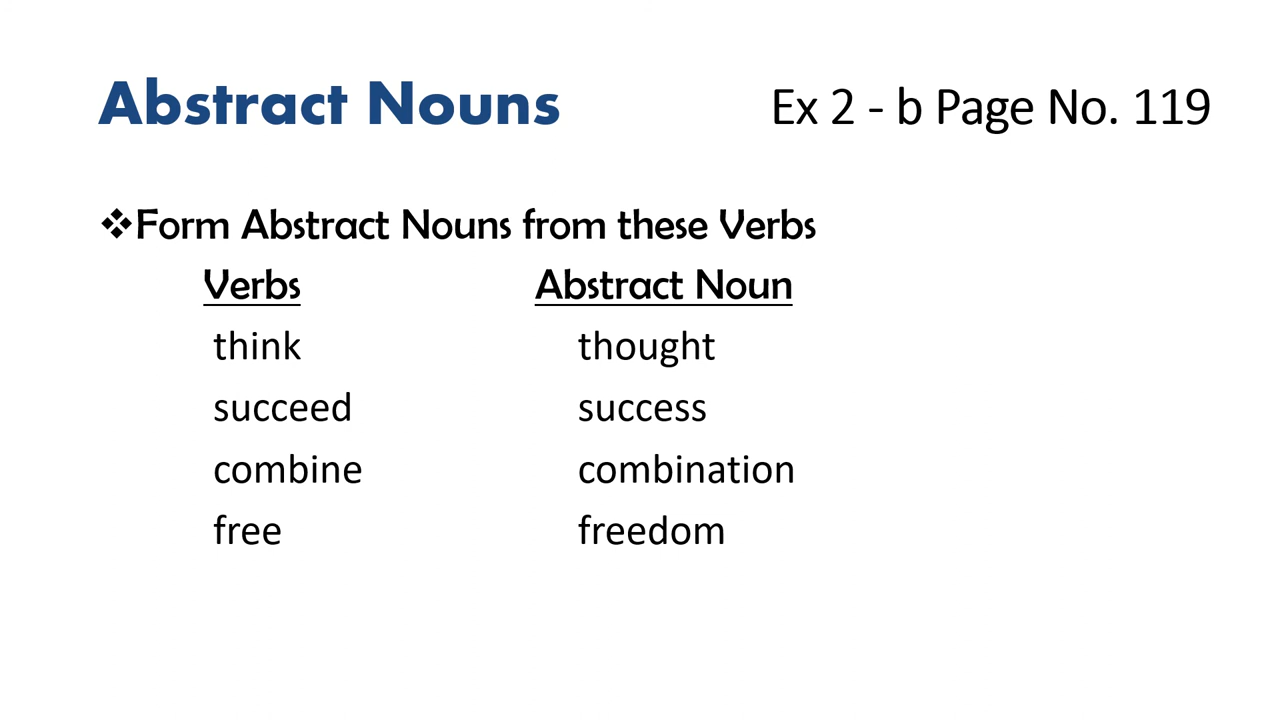 Abstract Nouns Ex 2 - b Page No. 119
❖Form Abstract Nouns from these Verbs
Verbs Abstract Noun
think thought
succeed success
combine combination
free freedom